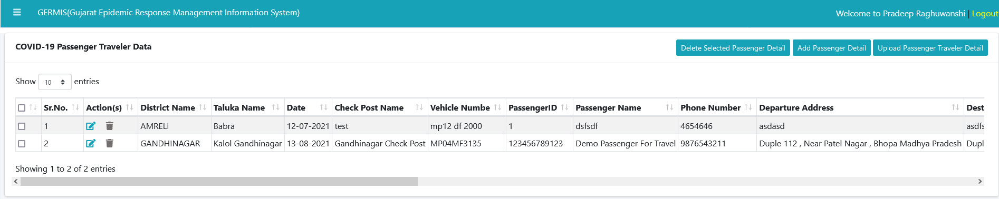 GERMIS(Gujarat Epidemic Response Management Information System) Welcome to Pradeep Raghuwanshi | Logout
COVID-19 Passenger Traveler Data Delete Selected Passenger Detail Add Passenger Detail Upload Passenger Traveler Detail
Show 10 entries
Sr.No. Action(s) District Name Taluka Name Date Check Post Name Vehicle Numbe PassengerID Passenger Name Phone Number Departure Address Dest
1 AMRELI Babra 12-07-2021 test mp12 df 2000 1 dsfsdf 4654646 asdasd asdfs
2 GANDHINAGAR Kalol Gandhinagar 13-08-2021 Gandhinagar Check Post MP04MF3135 123456789123 Demo Passenger For Travel 9876543211 Duple 112 , Near Patel Nagar , Bhopa Madhya Pradesh Dupl
Showing 1 to 2 of 2 entries